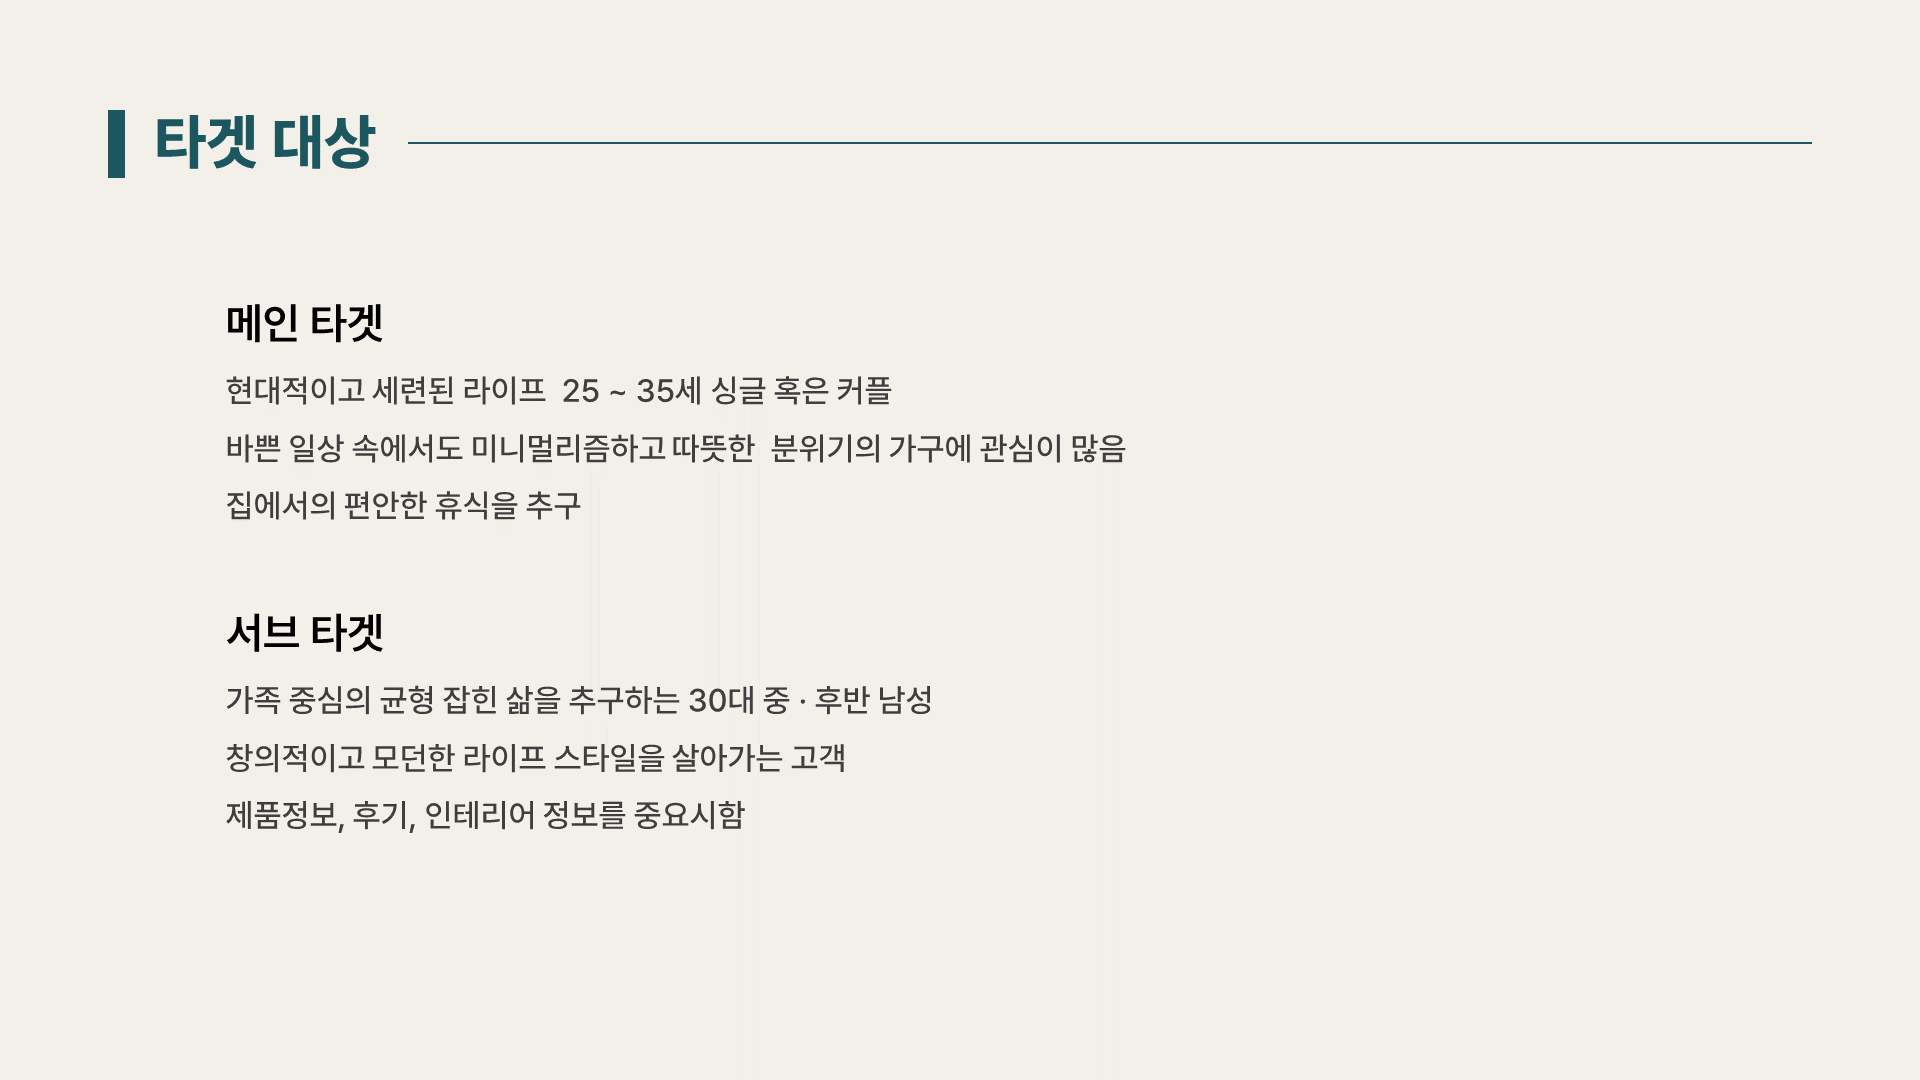 타겟 대상
메인 타겟
현대적이고 세련된 라이프  25 ~ 35세 싱글 혹은 커플
바쁜 일상 속에서도 미니멀리즘하고 따뜻한  분위기의 가구에 관심이 많음
집에서의 편안한 휴식을 추구
서브 타겟
가족 중심의 균형 잡힌 삶을 추구하는 30대 중 · 후반 남성
창의적이고 모던한 라이프 스타일을 살아가는 고객
제품정보, 후기, 인테리어 정보를 중요시함